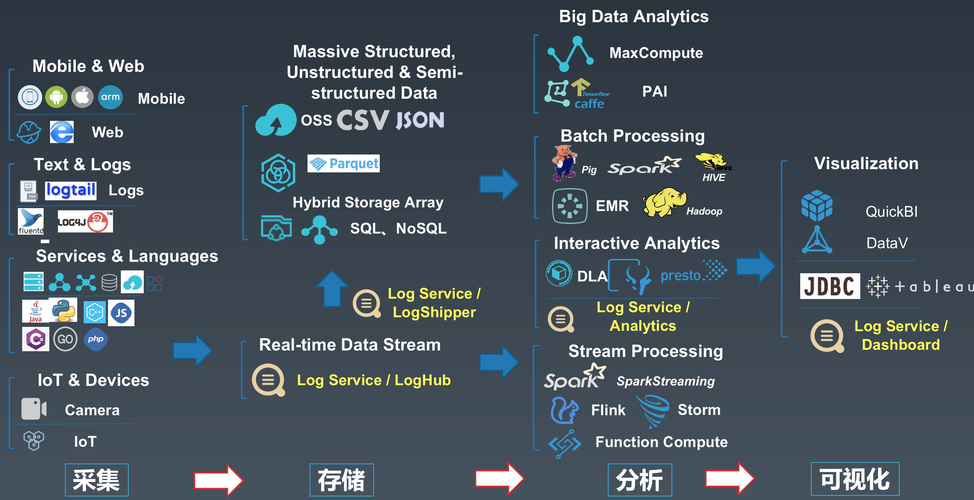 Mobile & Web
arm
Mobile
Web
Text & Logs
logtail
Logs
fluentd
LOG4J
TM
Services & Languages
Java
C++
JS
C#
GO
php
IoT & Devices
Camera
IoT
采集
Massive Structured,
Unstructured & Semi-
structured Data
OSS
CSV
JSON
Parquet
Hybrid Storage Array
SQL、NoSQL
Log Service /
LogShipper
Real-time Data Stream
Log Service / LogHub
存储
Big Data Analytics
MaxCompute
Tensorflow
caffe
PAI
Batch Processing
Pig
Spark
HIVE
EMR
Hadoop
Interactive Analytics
DLA
presto
Log Service /
Analytics
Stream Processing
Spark
SparkStreaming
Flink
Storm
Function Compute
分析
Visualization
QuickBI
DataV
JDBC
+ableau
Log Service /
Dashboard
可视化